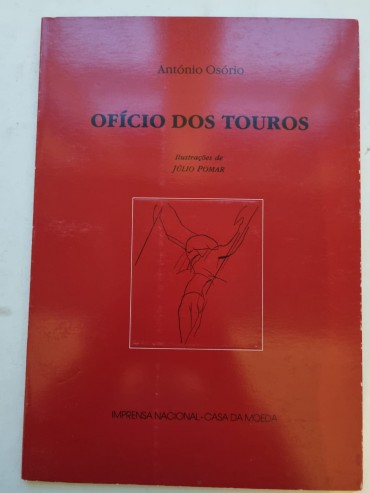 António Osório
OFÍCIO DOS TOUROS
Ilustrações de
JÚLIO POMAR
IMPRENSA NACIONAL-CASA DA MOEDA